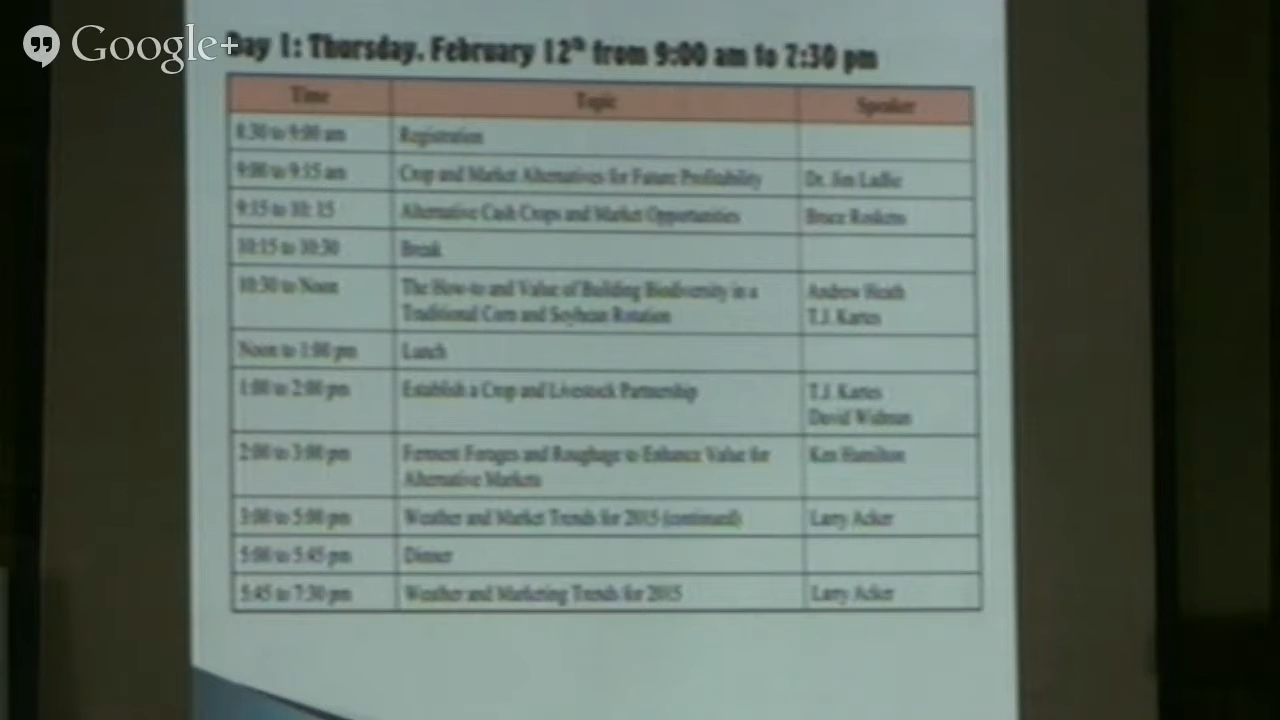 Google+
Day 1: Thursday, February 12th from 9:00 am to 7:30 pm
Time Topic Speaker
8:30 to 9:00 am Registration
9:00 to 9:15 am Crop and Market Alternatives for Future Profitability Dr. Jim Ladlie
9:15 to 10: 15 Alternative Cash Crops and Market Opportunities Bruce Roskens
10:15 to 10:30 Break
10:30 to Noon The How-to and Value of Building Biodiversity in a Andrew Heath
Traditional Corn and Soybean Rotation T.J. Kartes
Noon to 1:00 pm Lunch
1:00 to 2:00 pm Establish a Crop and Livestock Partnership T.J. Kartes
David Widman
2:00 to 3:00 pm Ferment Forages and Roughage to Enhance Value for Ken Hamilton
Alternative Markets
3:00 to 5:00 pm Weather and Market Trends for 2015 (continued) Larry Acker
5:00 to 5:45 pm Dinner
5:45 to 7:30 pm Weather and Marketing Trends for 2015 Larry Acker